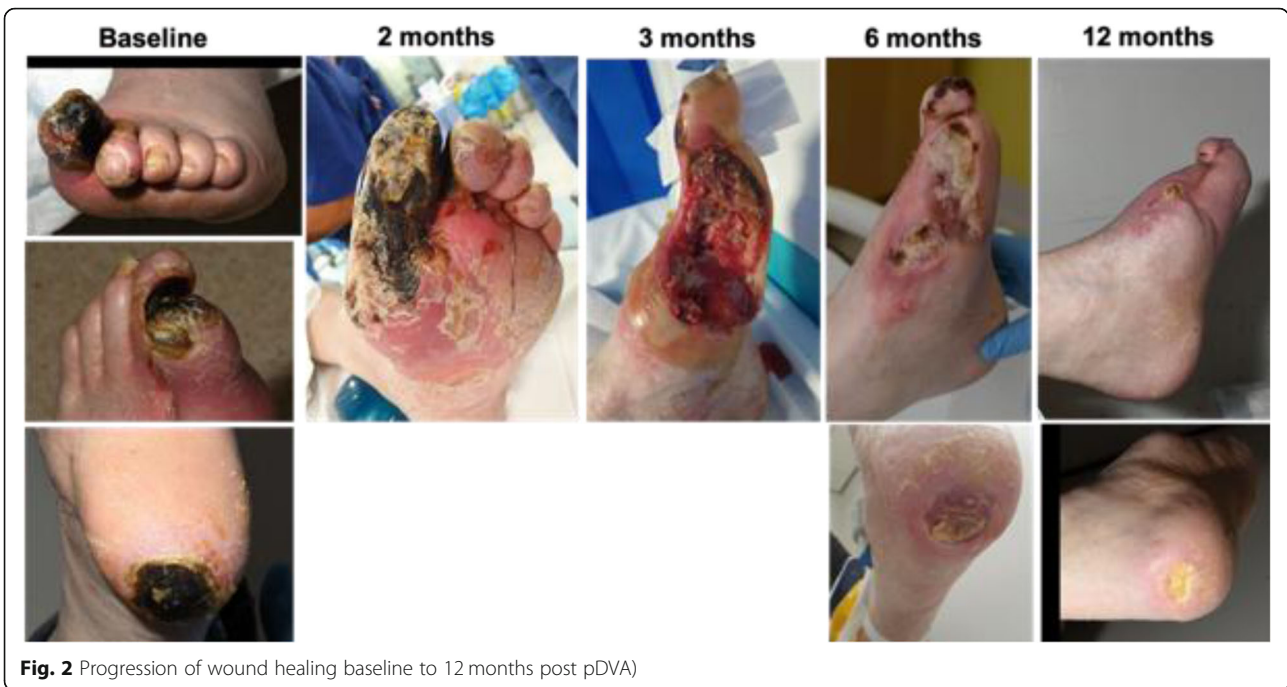 Baseline
2 months
3 months
6 months
12 months
Fig. 2 Progression of wound healing baseline to 12 months post pDVA)